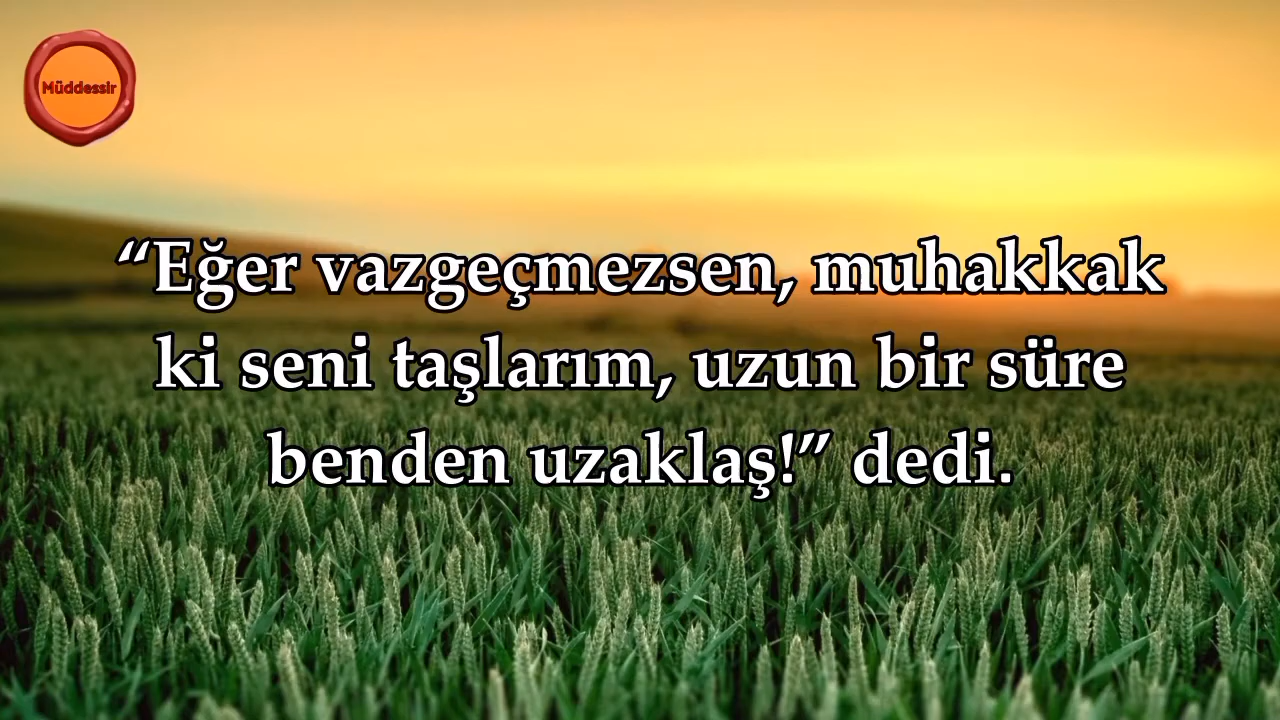 Müddessir
“Eğer vazgeçmezsen, muhakkak
ki seni taşlarım, uzun bir süre
benden uzaklaş!” dedi.